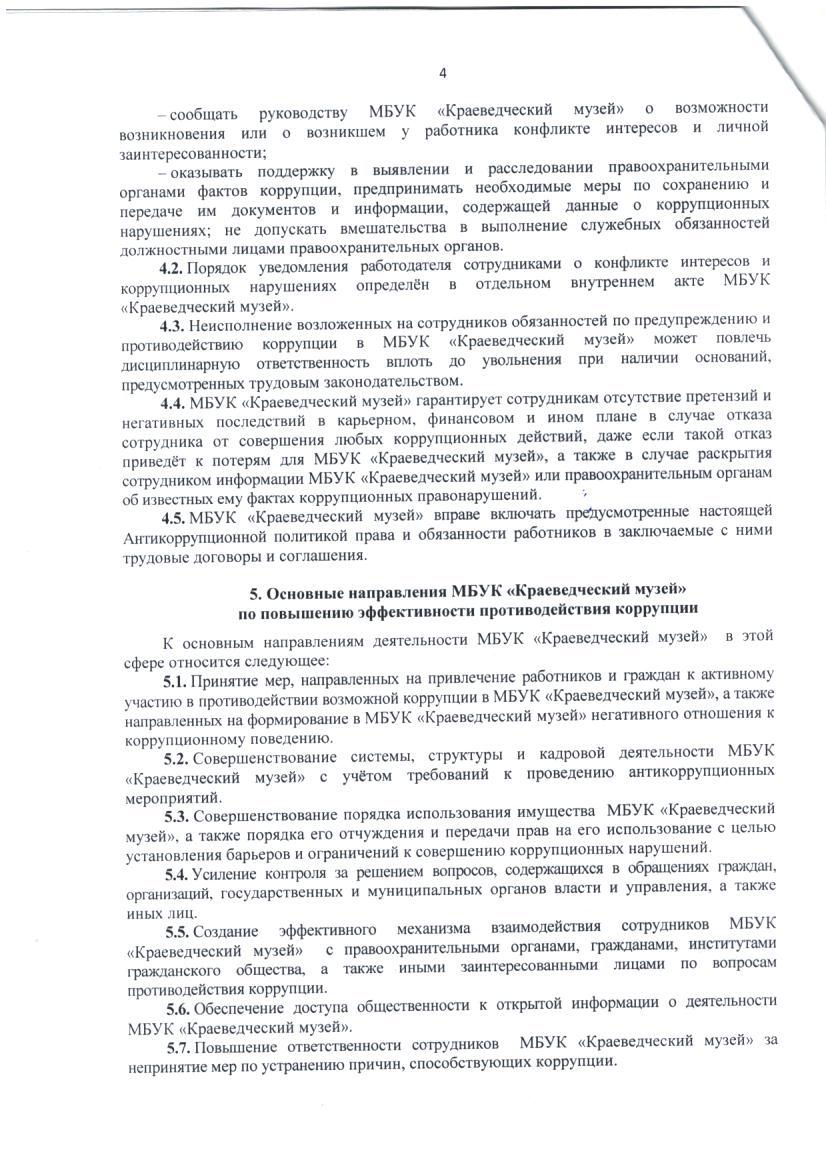 4
– сообщать руководству МБУК «Краеведческий музей» о возможности
возникновения или о возникшем у работника конфликте интересов и личной
заинтересованности;
– оказывать поддержку в выявлении и расследовании правоохранительными
органами фактов коррупции, предпринимать необходимые меры по сохранению и
передаче им документов и информации, содержащей данные о коррупционных
нарушениях; не допускать вмешательства в выполнение служебных обязанностей
должностными лицами правоохранительных органов.
4.2. Порядок уведомления работодателя сотрудниками о конфликте интересов и
коррупционных нарушениях определён в отдельном внутреннем акте МБУК
«Краеведческий музей».
4.3. Неисполнение возложенных на сотрудников обязанностей по предупреждению и
противодействию коррупции в МБУК «Краеведческий музей» может повлечь
дисциплинарную ответственность вплоть до увольнения при наличии оснований,
предусмотренных трудовым законодательством.
4.4. МБУК «Краеведческий музей» гарантирует сотрудникам отсутствие претензий и
негативных последствий в карьерном, финансовом и ином плане в случае отказа
сотрудника от совершения любых коррупционных действий, даже если такой отказ
приведёт к потерям для МБУК «Краеведческий музей», а также в случае раскрытия
сотрудником информации МБУК «Краеведческий музей» или правоохранительным органам
об известных ему фактах коррупционных правонарушений.
4.5. МБУК «Краеведческий музей» вправе включать предусмотренные настоящей
Антикоррупционной политикой права и обязанности работников в заключаемые с ними
трудовые договоры и соглашения.
5. Основные направления МБУК «Краеведческий музей»
по повышению эффективности противодействия коррупции
К основным направлениям деятельности МБУК «Краеведческий музей» в этой
сфере относится следующее:
5.1. Принятие мер, направленных на привлечение работников и граждан к активному
участию в противодействии возможной коррупции в МБУК «Краеведческий музей», а также
направленных на формирование в МБУК «Краеведческий музей» негативного отношения к
коррупционному поведению.
5.2. Совершенствование системы, структуры и кадровой деятельности МБУК
«Краеведческий музей» с учётом требований к проведению антикоррупционных
мероприятий.
5.3. Совершенствование порядка использования имущества МБУК «Краеведческий
музей», а также порядка его отчуждения и передачи прав на его использование с целью
установления барьеров и ограничений к совершению коррупционных нарушений.
5.4. Усиление контроля за решением вопросов, содержащихся в обращениях граждан,
организаций, государственных и муниципальных органов власти и управления, а также
иных лиц.
5.5. Создание эффективного механизма взаимодействия сотрудников МБУК
«Краеведческий музей» с правоохранительными органами, гражданами, институтами
гражданского общества, а также иными заинтересованными лицами по вопросам
противодействия коррупции.
5.6. Обеспечение доступа общественности к открытой информации о деятельности
МБУК «Краеведческий музей».
5.7. Повышение ответственности сотрудников МБУК «Краеведческий музей» за
непринятие мер по устранению причин, способствующих коррупции.